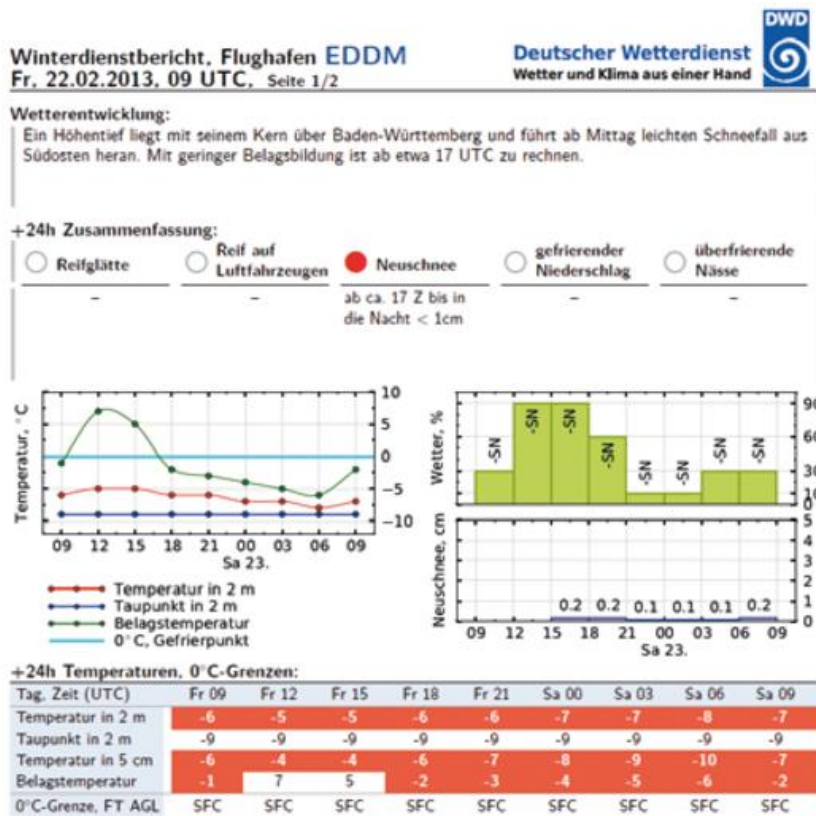 DWD
Winterdienstbericht, Flughafen EDDM
Fr, 22.02.2013, 09 UTC, Seite 1/2
Deutscher Wetterdienst
Wetter und Klima aus einer Hand
Wetterentwicklung:
Ein Höhentief liegt mit seinem Kern über Baden-Württemberg und führt ab Mittag leichten Schneefall aus
Südosten heran. Mit geringer Belagsbildung ist ab etwa 17 UTC zu rechnen.
+24h Zusammenfassung:
Reifglätte
Reif auf
Luftfahrzeugen
Neuschnee
gefrierender
Niederschlag
überfrierende
Nässe
– – ab ca. 17 Z bis in – –
die Nacht < 1cm
Temperatur, °C
10
5
0
−5
−10
09 12 15 18 21 00 03 06 09
Sa 23.
Temperatur in 2 m
Taupunkt in 2 m
Belagstemperatur
0°C, Gefrierpunkt
Wetter, %
-SN -SN -SN -SN -SN -SN -SN -SN
90
60
30
10
0
Neuschnee, cm
5
4
3
2
1
0
0.2 0.2 0.1 0.1 0.1 0.2
09 12 15 18 21 00 03 06 09
Sa 23.
+24h Temperaturen, 0°C-Grenzen:
Tag, Zeit (UTC) Fr 09 Fr 12 Fr 15 Fr 18 Fr 21 Sa 00 Sa 03 Sa 06 Sa 09
Temperatur in 2 m -6 -5 -5 -6 -6 -7 -7 -8 -7
Taupunkt in 2 m -9 -9 -9 -9 -9 -9 -9 -9 -9
Temperatur in 5 cm -6 -4 -4 -6 -7 -8 -9 -10 -7
Belagstemperatur -1 7 5 -2 -3 -4 -5 -6 -2
0°C-Grenze, FT AGL SFC SFC SFC SFC SFC SFC SFC SFC SFC